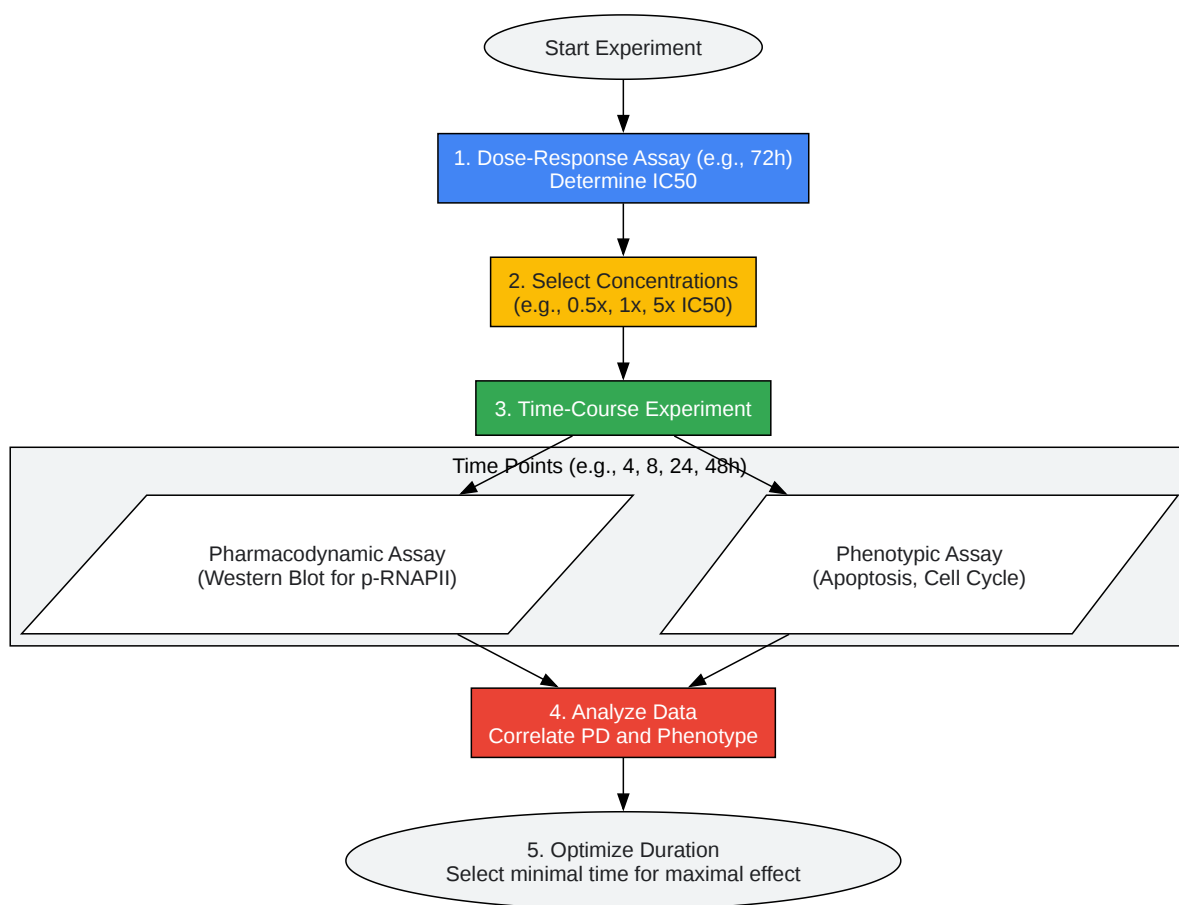 Start Experiment
1. Dose-Response Assay (e.g., 72h)
Determine IC50
2. Select Concentrations
(e.g., 0.5x, 1x, 5x IC50)
3. Time-Course Experiment
Time Points (e.g., 4, 8, 24, 48h)
Pharmacodynamic Assay
(Western Blot for p-RNAPII)
Phenotypic Assay
(Apoptosis, Cell Cycle)
4. Analyze Data
Correlate PD and Phenotype
5. Optimize Duration
Select minimal time for maximal effect